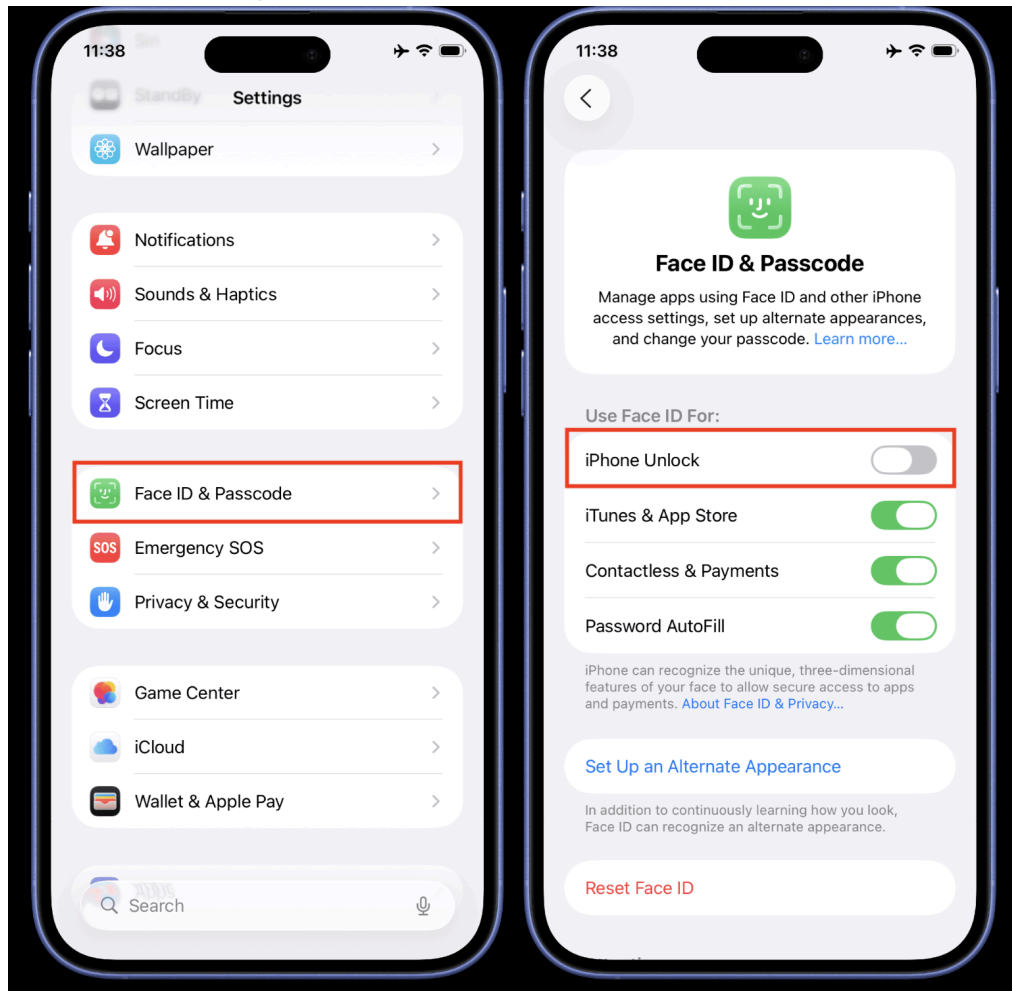 11:38
Siri
StandBy
Settings
Wallpaper
Notifications
Sounds & Haptics
Focus
Screen Time
Face ID & Passcode
SOS
Emergency SOS
Privacy & Security
Game Center
iCloud
Wallet & Apple Pay
Search
11:38
Face ID & Passcode
Manage apps using Face ID and other iPhone
access settings, set up alternate appearances,
and change your passcode. Learn more...
Use Face ID For:
iPhone Unlock
iTunes & App Store
Contactless & Payments
Password AutoFill
iPhone can recognize the unique, three-dimensional
features of your face to allow secure access to apps
and payments. About Face ID & Privacy...
Set Up an Alternate Appearance
In addition to continuously learning how you look,
Face ID can recognize an alternate appearance.
Reset Face ID